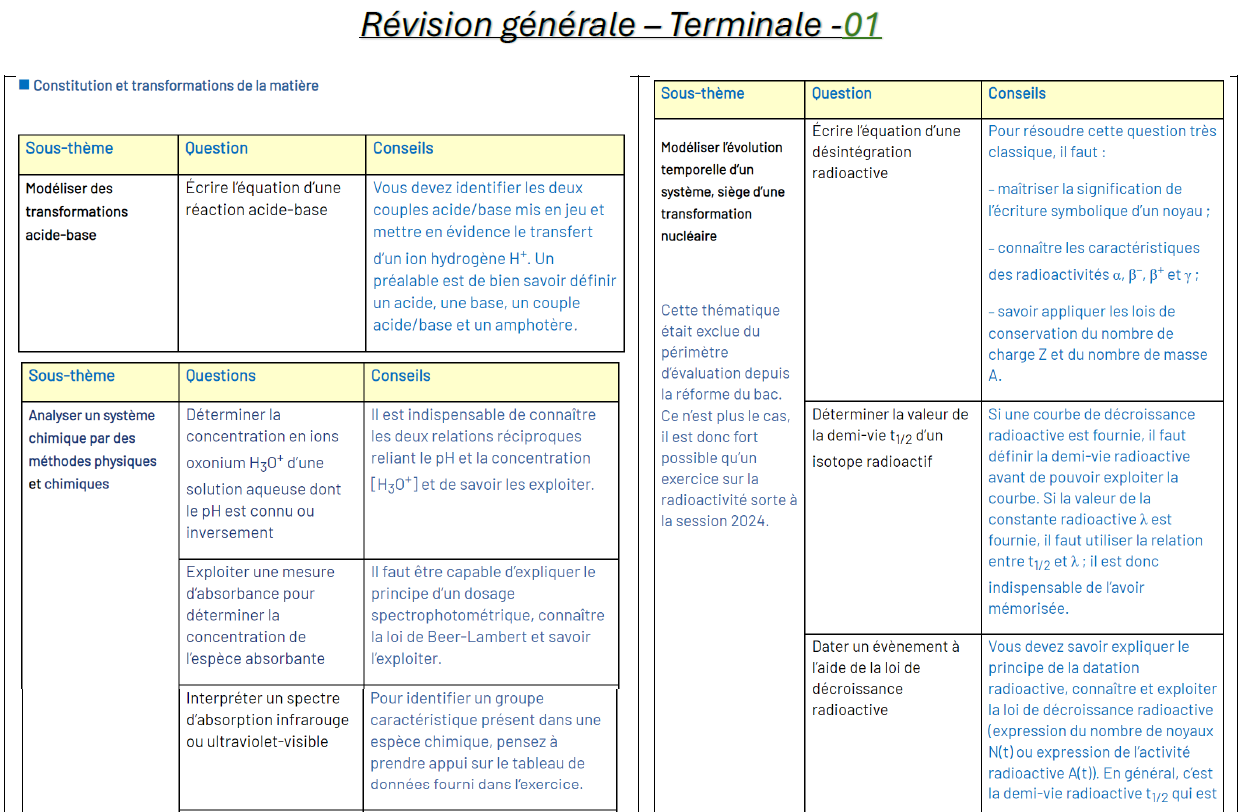 Révision générale – Terminale -01
■ Constitution et transformations de la matière
Sous-thème
Question
Conseils
Modéliser des
transformations
acide-base
Écrire l'équation d'une
réaction acide-base
Vous devez identifier les deux
couples acide/base mis en jeu et
mettre en évidence le transfert
d'un ion hydrogène H⁺. Un
préalable est de bien savoir définir
un acide, une base, un couple
acide/base et un amphotère.
Sous-thème
Questions
Conseils
Analyser un système
chimique par des
méthodes physiques
et chimiques
Déterminer la
concentration en ions
oxonium H₃O⁺ d'une
solution aqueuse dont
le pH est connu ou
inversement
Il est indispensable de connaître
les deux relations réciproques
reliant le pH et la concentration
[H₃O⁺] et de savoir les exploiter.
Exploiter une mesure
d'absorbance pour
déterminer la
concentration de
l'espèce absorbante
Il faut être capable d'expliquer le
principe d'un dosage
spectrophotométrique, connaître
la loi de Beer-Lambert et savoir
l'exploiter.
Interpréter un spectre
d'absorption infrarouge
ou ultraviolet-visible
Pour identifier un groupe
caractéristique présent dans une
espèce chimique, pensez à
prendre appui sur le tableau de
données fourni dans l'exercice.
Sous-thème
Question
Conseils
Modéliser l'évolution
temporelle d'un
système, siège d'une
transformation
nucléaire
Cette thématique
était exclue du
périmètre
d'évaluation depuis
la réforme du bac.
Ce n'est plus le cas,
il est donc fort
possible qu'un
exercice sur la
radioactivité sorte à
la session 2024.
Écrire l'équation d'une
désintégration
radioactive
Pour résoudre cette question très
classique, il faut :
– maîtriser la signification de
l'écriture symbolique d'un noyau ;
– connaître les caractéristiques
des radioactivités α, β⁻, β⁺ et γ ;
– savoir appliquer les lois de
conservation du nombre de
charge Z et du nombre de masse
A.
Déterminer la valeur de
la demi-vie t₁/₂ d'un
isotope radioactif
Si une courbe de décroissance
radioactive est fournie, il faut
définir la demi-vie radioactive
avant de pouvoir exploiter la
courbe. Si la valeur de la
constante radioactive λ est
fournie, il faut utiliser la relation
entre t₁/₂ et λ ; il est donc
indispensable de l'avoir
mémorisée.
Dater un évènement à
l'aide de la loi de
décroissance
radioactive
Vous devez savoir expliquer le
principe de la datation
radioactive, connaître et exploiter
la loi de décroissance radioactive
(expression du nombre de noyaux
N(t) ou expression de l'activité
radioactive A(t)). En général, c'est
la demi-vie radioactive t₁/₂ qui est